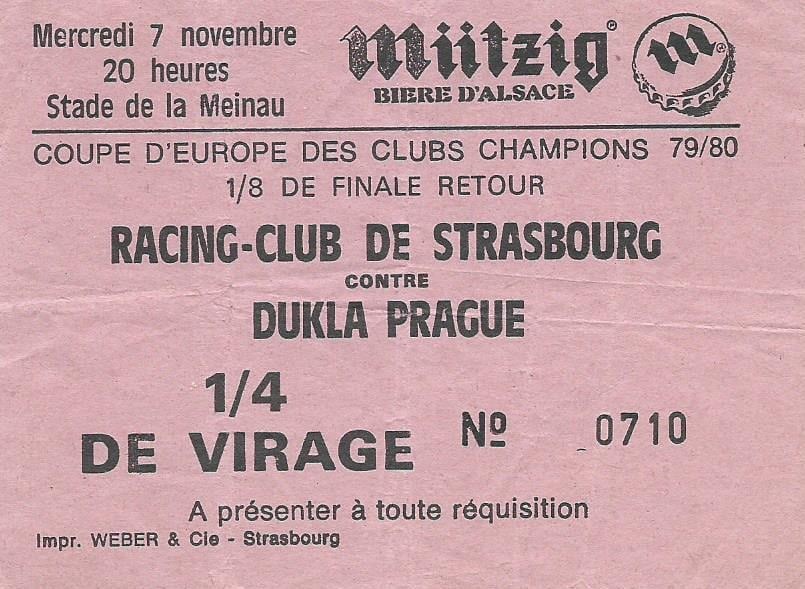 Mercredi 7 novembre
20 heures
Stade de la Meinau
Mützig
BIERE D'ALSACE
m
COUPE D'EUROPE DES CLUBS CHAMPIONS 79/80
1/8 DE FINALE RETOUR
RACING-CLUB DE STRASBOURG
CONTRE
DUKLA PRAGUE
1/4
DE VIRAGE
Nº 0710
A présenter à toute réquisition
Impr. WEBER & Cie - Strasbourg